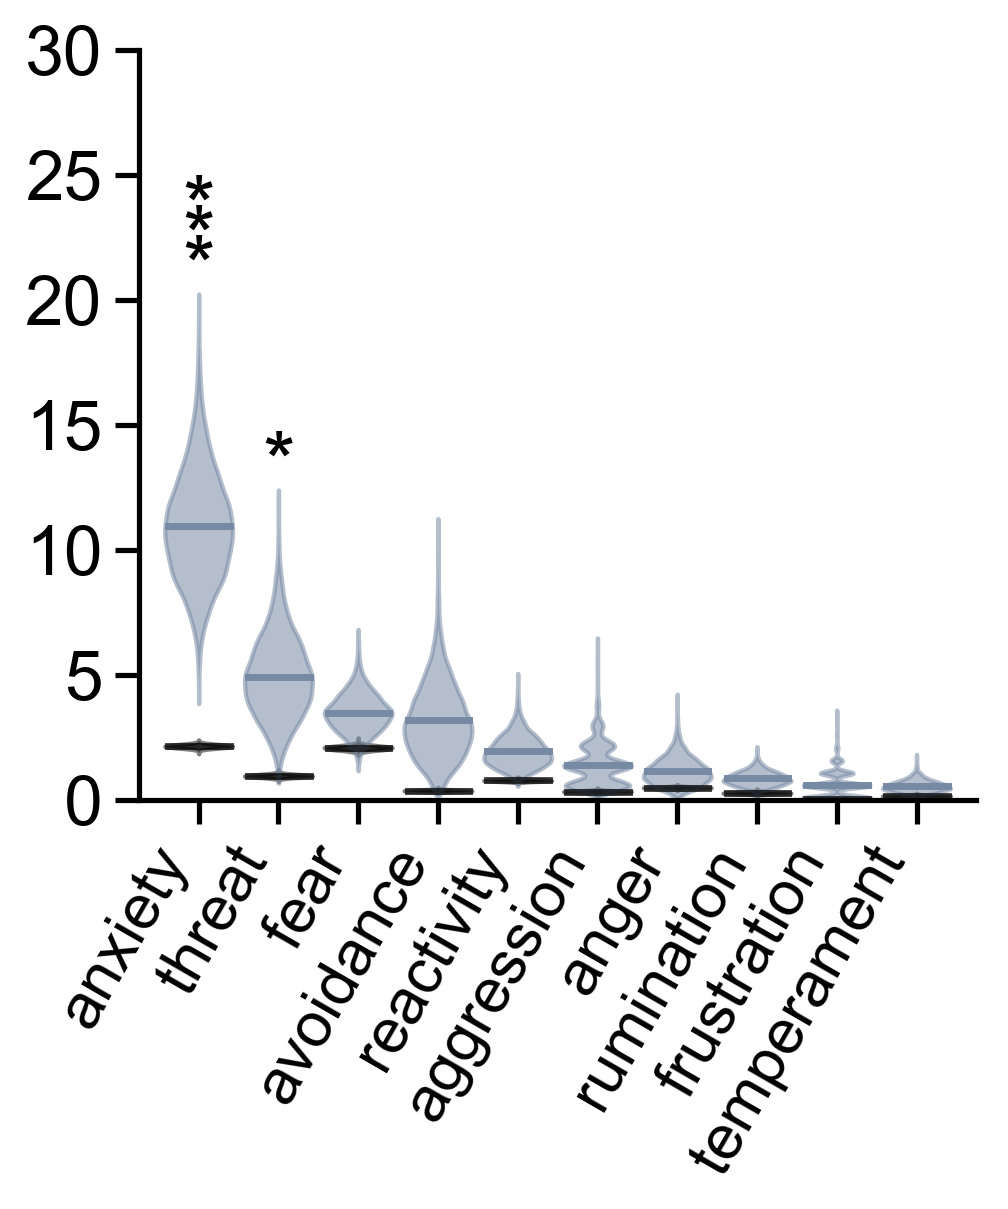 30
25
20
15
10
5
0
***
*
anxiety
threat
fear
avoidance
reactivity
aggression
anger
rumination
frustration
temperament